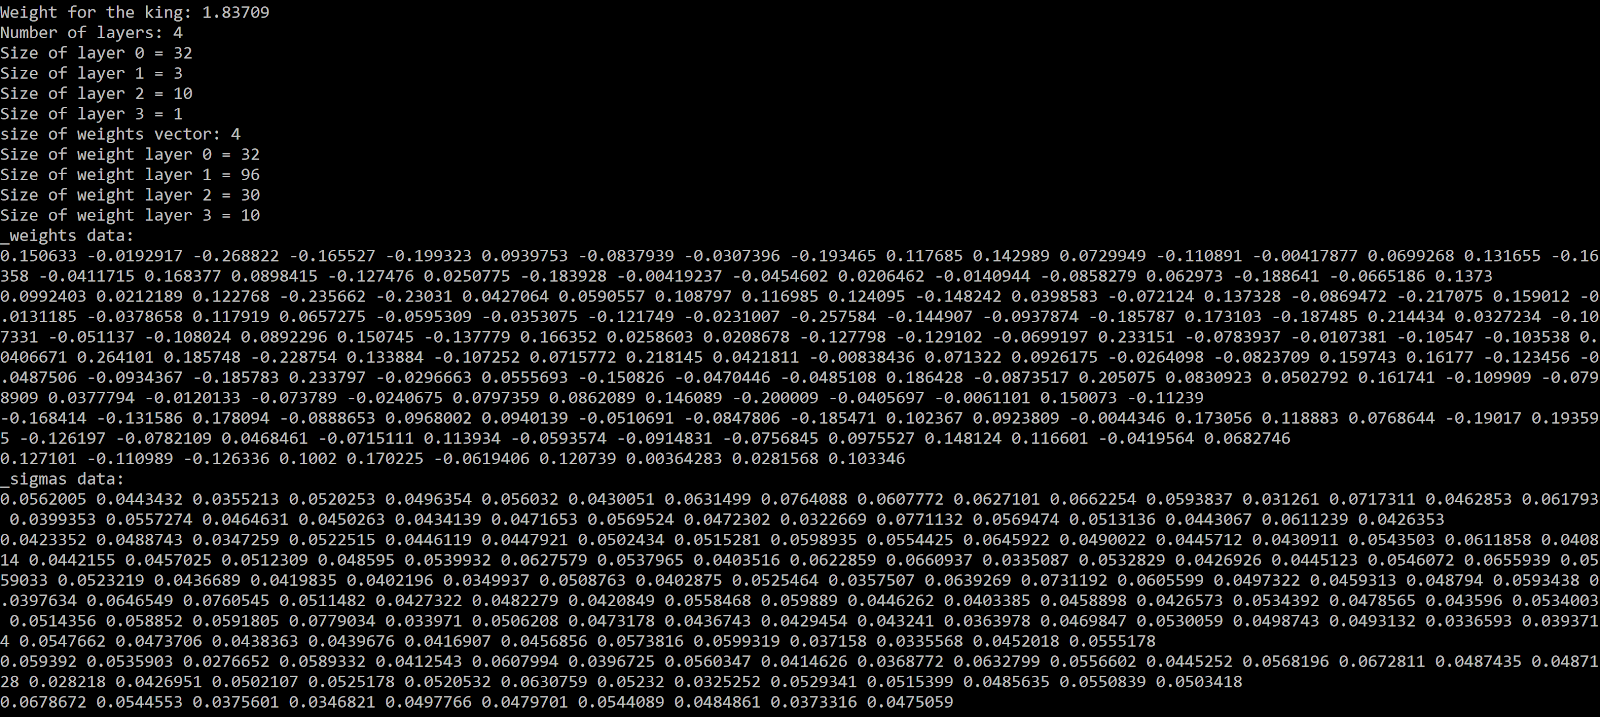 Weight for the king: 1.83709
Number of layers: 4
Size of layer 0 = 32
Size of layer 1 = 3
Size of layer 2 = 10
Size of layer 3 = 1
size of weights vector: 4
Size of weight layer 0 = 32
Size of weight layer 1 = 96
Size of weight layer 2 = 30
Size of weight layer 3 = 10
_weights data:
0.150633 -0.0192917 -0.268822 -0.165527 -0.199323 0.0939753 -0.0837939 -0.0307396 -0.193465 0.117685 0.142989 0.0729949 -0.110891 -0.00417877 0.0699268 0.131655 -0.16
358 -0.0411715 0.168377 0.0898415 -0.127476 0.0250775 -0.183928 -0.00419237 -0.0454602 0.0206462 -0.0140944 -0.0858279 0.062973 -0.188641 -0.0665186 0.1373
0.0992403 0.0212189 0.122768 -0.235662 -0.23031 0.0427064 0.0590557 0.108797 0.116985 0.124095 -0.148242 0.0398583 -0.072124 0.137328 -0.0869472 -0.217075 0.159012 -0
.0131185 -0.0378658 0.117919 0.0657275 -0.0595309 -0.0353075 -0.121749 -0.0231007 -0.257584 -0.144907 -0.0937874 -0.185787 0.173103 -0.187485 0.214434 0.0327234 -0.10
7331 -0.051137 -0.108024 0.0892296 0.150745 -0.137779 0.166352 0.0258603 0.0208678 -0.127798 -0.129102 -0.0699197 0.233151 -0.0783937 -0.0107381 -0.10547 -0.103538 0.
0406671 0.264101 0.185748 -0.228754 0.133884 -0.107252 0.0715772 0.218145 0.0421811 -0.00838436 0.071322 0.0926175 -0.0264098 -0.0823709 0.159743 0.16177 -0.123456 -0
.0487506 -0.0934367 -0.185783 0.233797 -0.0296663 0.0555693 -0.150826 -0.0470446 -0.0485108 0.186428 -0.0873517 0.205075 0.0830923 0.0502792 0.161741 -0.109909 -0.079
8909 0.0377794 -0.0120133 -0.073789 -0.0240675 0.0797359 0.0862089 0.146089 -0.200009 -0.0405697 -0.0061101 0.150073 -0.11239
-0.168414 -0.131586 0.178094 -0.0888653 0.0968002 0.0940139 -0.0510691 -0.0847806 -0.185471 0.102367 0.0923809 -0.0044346 0.173056 0.118883 0.0768644 -0.19017 0.19359
5 -0.126197 -0.0782109 0.0468461 -0.0715111 0.113934 -0.0593574 -0.0914831 -0.0756845 0.0975527 0.148124 0.116601 -0.0419564 0.0682746
0.127101 -0.110989 -0.126336 0.1002 0.170225 -0.0619406 0.120739 0.00364283 0.0281568 0.103346
_sigmas data:
0.0562005 0.0443432 0.0355213 0.0520253 0.0496354 0.056032 0.0430051 0.0631499 0.0764088 0.0607772 0.0627101 0.0662254 0.0593837 0.031261 0.0717311 0.0462853 0.061793
 0.0399353 0.0557274 0.0464631 0.0450263 0.0434139 0.0471653 0.0569524 0.0472302 0.0322669 0.0771132 0.0569474 0.0513136 0.0443067 0.0611239 0.0426353
0.0423352 0.0488743 0.0347259 0.0522515 0.0446119 0.0447921 0.0502434 0.0515281 0.0598935 0.0554425 0.0645922 0.0490022 0.0445712 0.0430911 0.0543503 0.0611858 0.0408
14 0.0442155 0.0457025 0.0512309 0.048595 0.0539932 0.0627579 0.0537965 0.0403516 0.0622859 0.0660937 0.0335087 0.0532829 0.0426926 0.0445123 0.0546072 0.0655939 0.05
59033 0.0523219 0.0436689 0.0419835 0.0402196 0.0349937 0.0508763 0.0402875 0.0525464 0.0357507 0.0639269 0.0731192 0.0605599 0.0497322 0.0459313 0.048794 0.0593438 0
.0397634 0.0646549 0.0760545 0.0511482 0.0427322 0.0482279 0.0420849 0.0558468 0.059889 0.0446262 0.0403385 0.0458898 0.0426573 0.0534392 0.0478565 0.043596 0.0534003
 0.0514356 0.058852 0.0591805 0.0779034 0.033971 0.0506208 0.0473178 0.0436743 0.0429454 0.043241 0.0363978 0.0469847 0.0530059 0.0498743 0.0493132 0.0336593 0.039371
4 0.0547662 0.0473706 0.0438363 0.0439676 0.0416907 0.0456856 0.0573816 0.0599319 0.037158 0.0335568 0.0452018 0.0555178
0.059392 0.0535903 0.0276652 0.0589332 0.0412543 0.0607994 0.0396725 0.0560347 0.0414626 0.0368772 0.0632799 0.0556602 0.0445252 0.0568196 0.0672811 0.0487435 0.04871
28 0.028218 0.0426951 0.0502107 0.0525178 0.0520532 0.0630759 0.05232 0.0325252 0.0529341 0.0515399 0.0485635 0.0550839 0.0503418
0.0678672 0.0544553 0.0375601 0.0346821 0.0497766 0.0479701 0.0544089 0.0484861 0.0373316 0.0475059